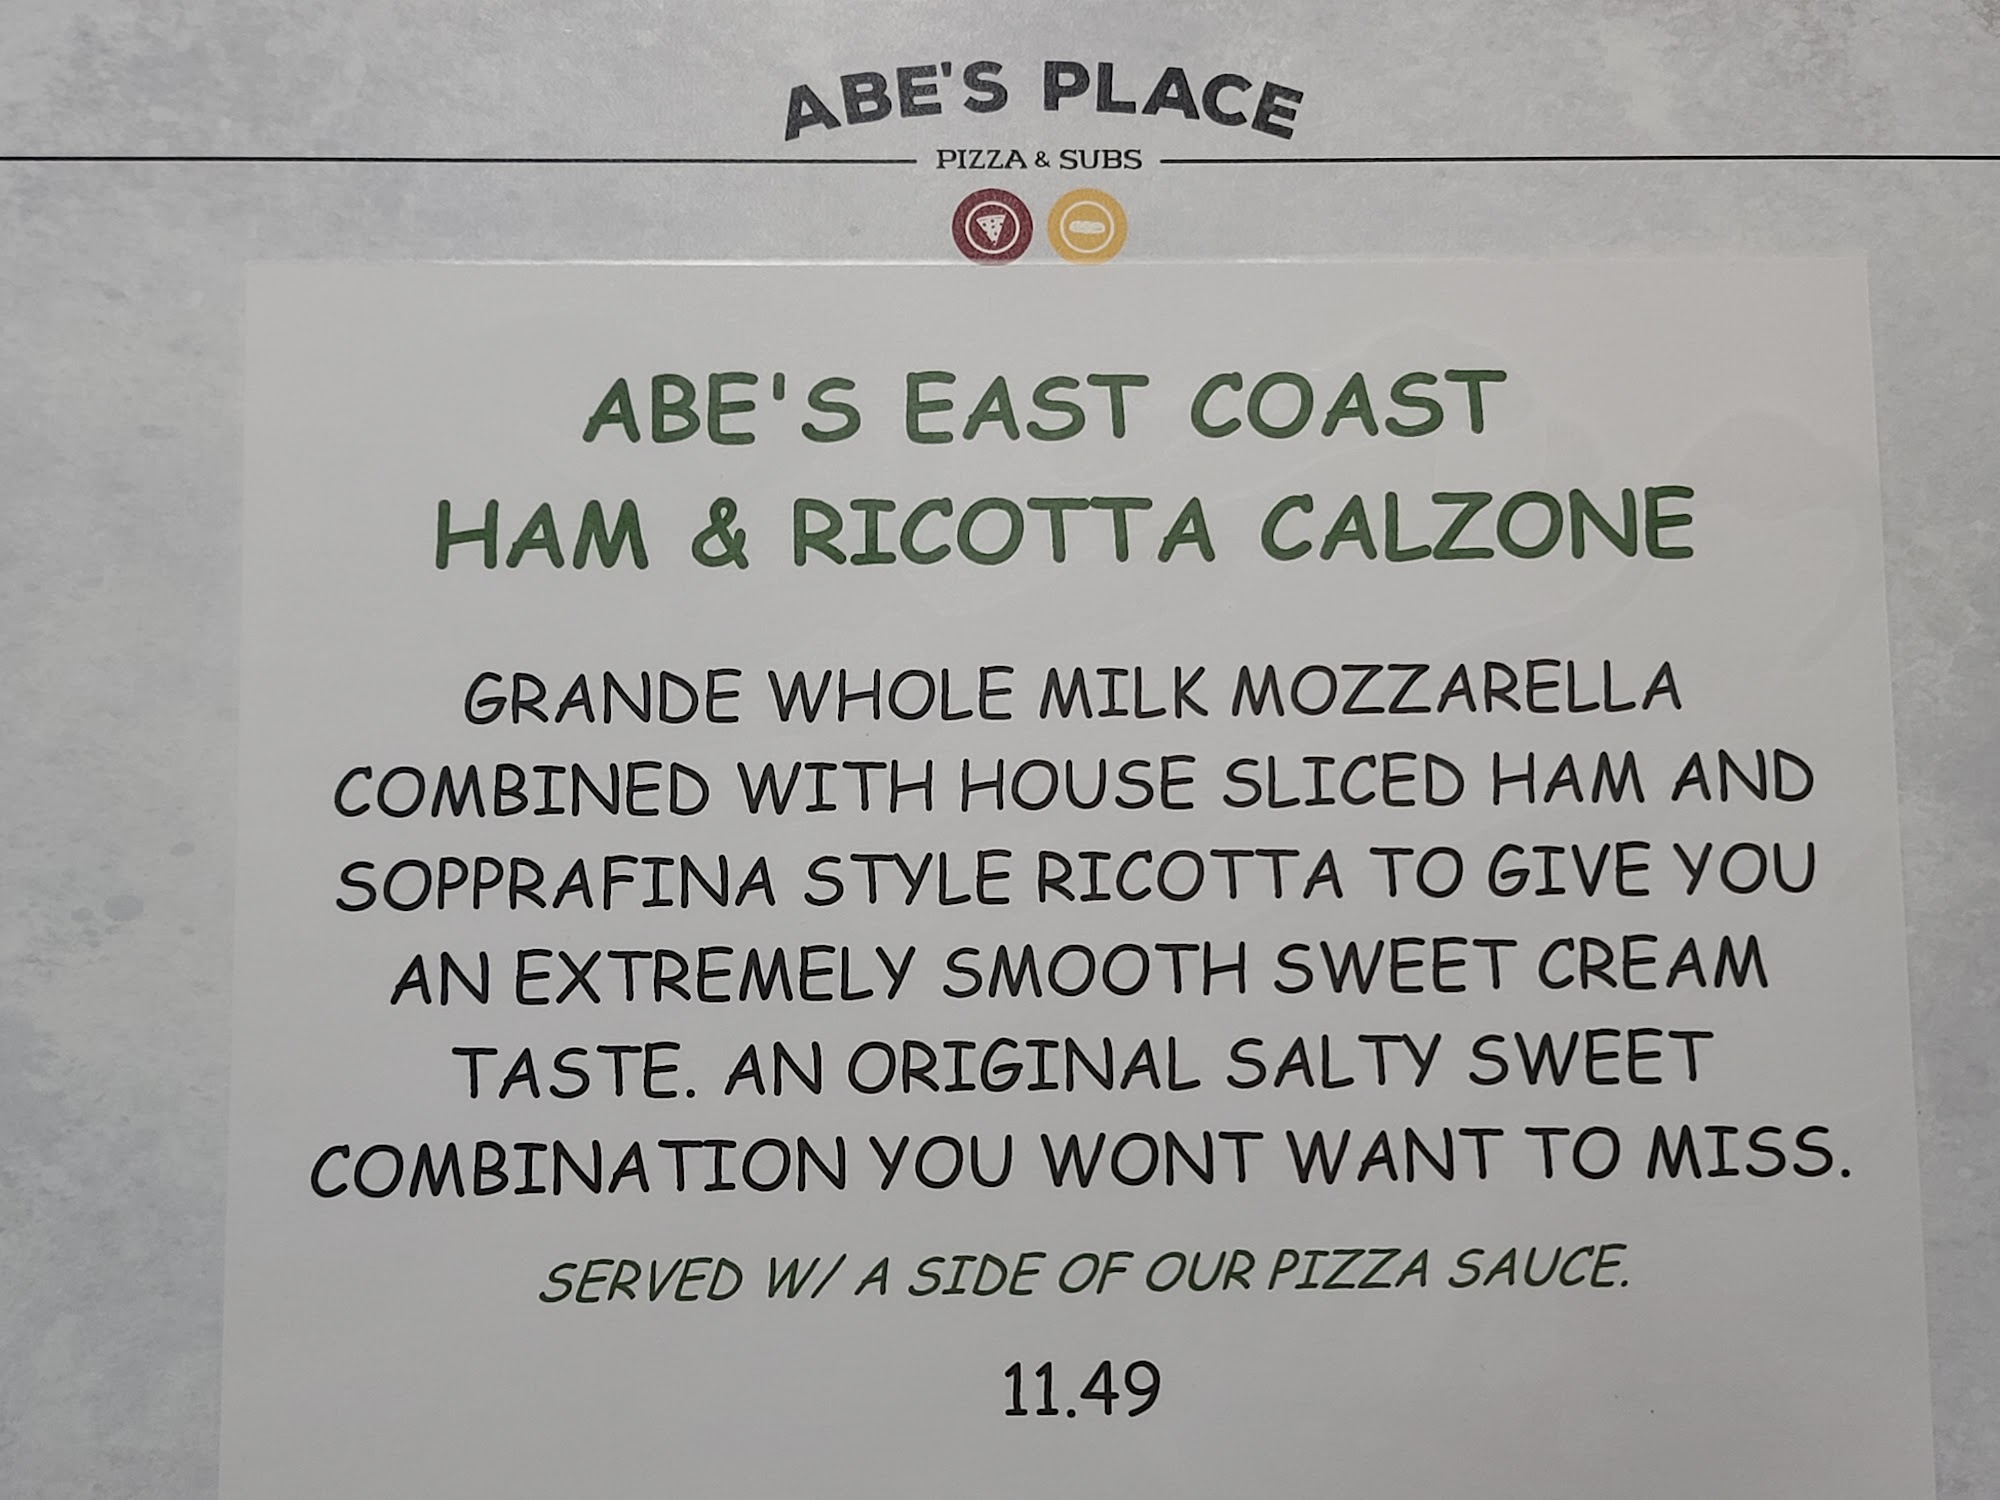 ABE'S PLACE
PIZZA & SUBS
ABE'S EAST COAST
HAM & RICOTTA CALZONE
GRANDE WHOLE MILK MOZZARELLA
COMBINED WITH HOUSE SLICED HAM AND
SOPPRAFINA STYLE RICOTTA TO GIVE YOU
AN EXTREMELY SMOOTH SWEET CREAM
TASTE. AN ORIGINAL SALTY SWEET
COMBINATION YOU WONT WANT TO MISS.
SERVED W/ A SIDE OF OUR PIZZA SAUCE.
11.49